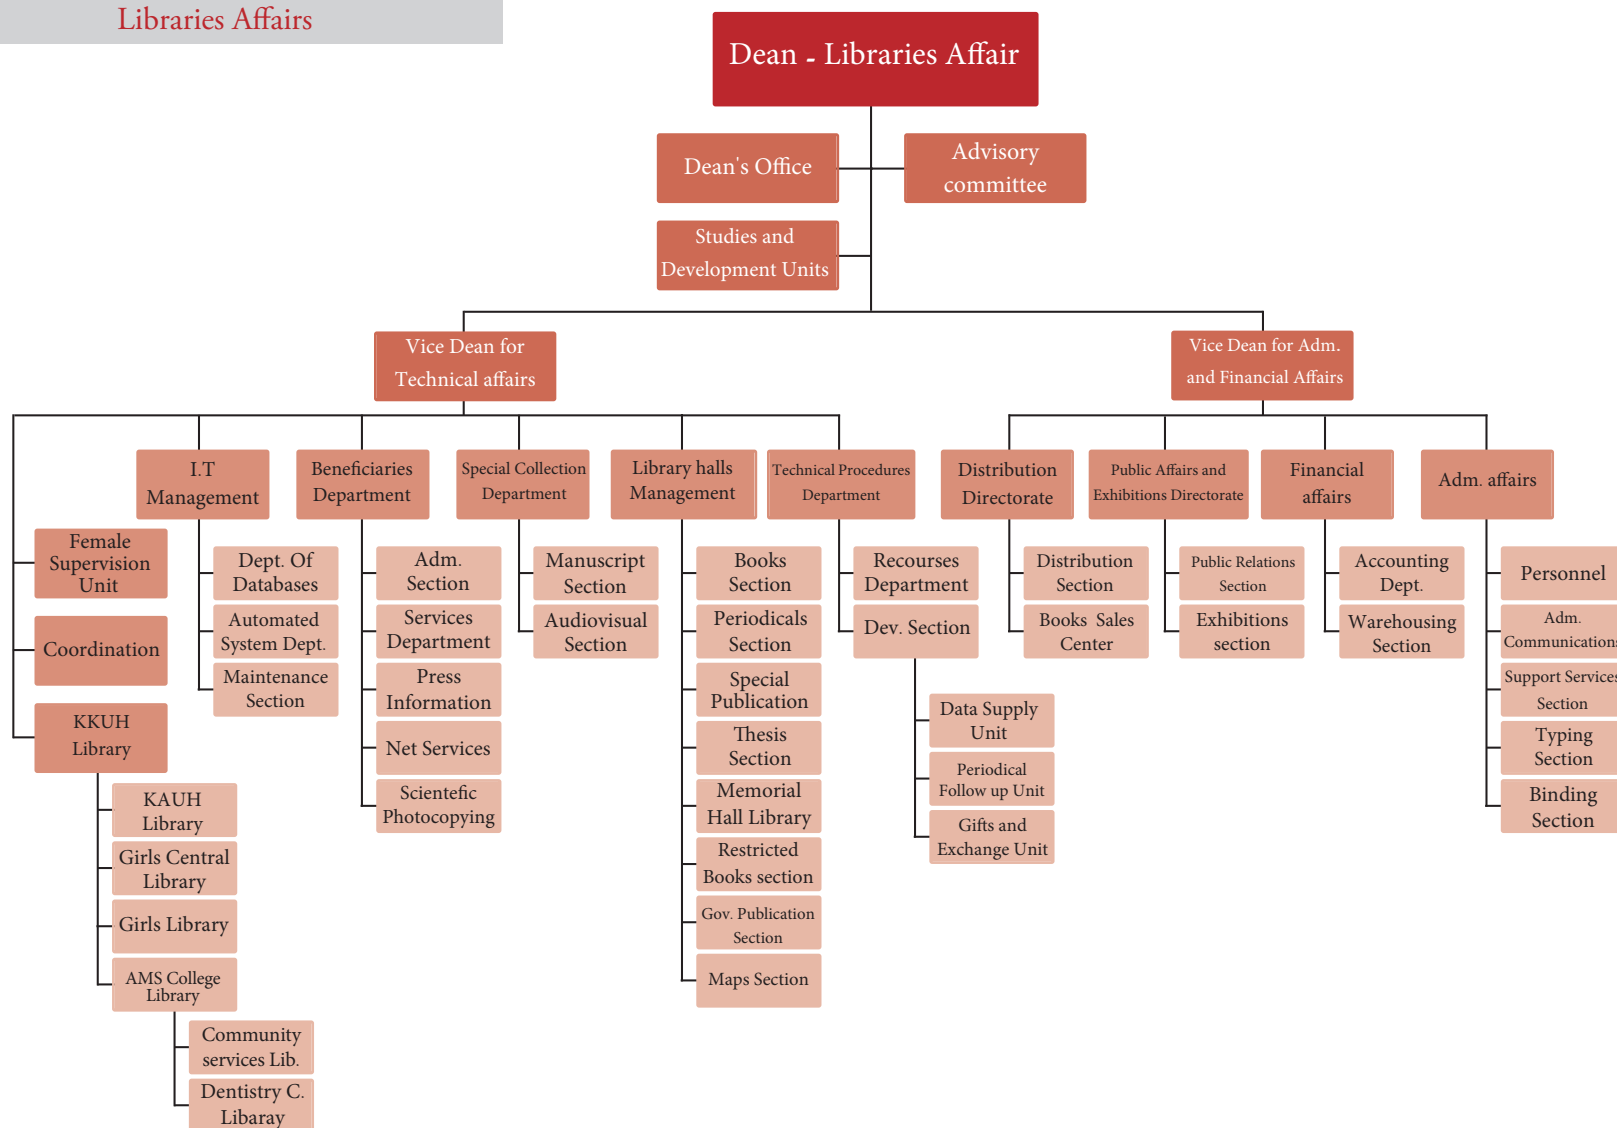 Libraries Affairs
Dean - Libraries Affair
Dean's Office
Advisory
committee
Studies and
Development Units
Vice Dean for
Technical affairs
Vice Dean for Adm.
and Financial Affairs
I.T
Management
Beneficiaries
Department
Special Collection
Department
Library halls
Management
Technical Procedures
Department
Distribution
Directorate
Public Affairs and
Exhibitions Directorate
Financial
affairs
Adm. affairs
Female
Supervision
Unit
Coordination
KKUH
Library
KAUH
Library
Girls Central
Library
Girls Library
AMS College
Library
Community
services Lib.
Dentistry C.
Libaray
Dept. Of
Databases
Automated
System Dept.
Maintenance
Section
Adm.
Section
Services
Department
Press
Information
Net Services
Scientefic
Photocopying
Manuscript
Section
Audiovisual
Section
Books
Section
Periodicals
Section
Special
Publication
Thesis
Section
Memorial
Hall Library
Restricted
Books section
Gov. Publication
Section
Maps Section
Recourses
Department
Dev. Section
Data Supply
Unit
Periodical
Follow up Unit
Gifts and
Exchange Unit
Distribution
Section
Books Sales
Center
Public Relations
Section
Exhibitions
section
Accounting
Dept.
Warehousing
Section
Personnel
Adm.
Communications
Support Services
Section
Typing
Section
Binding
Section